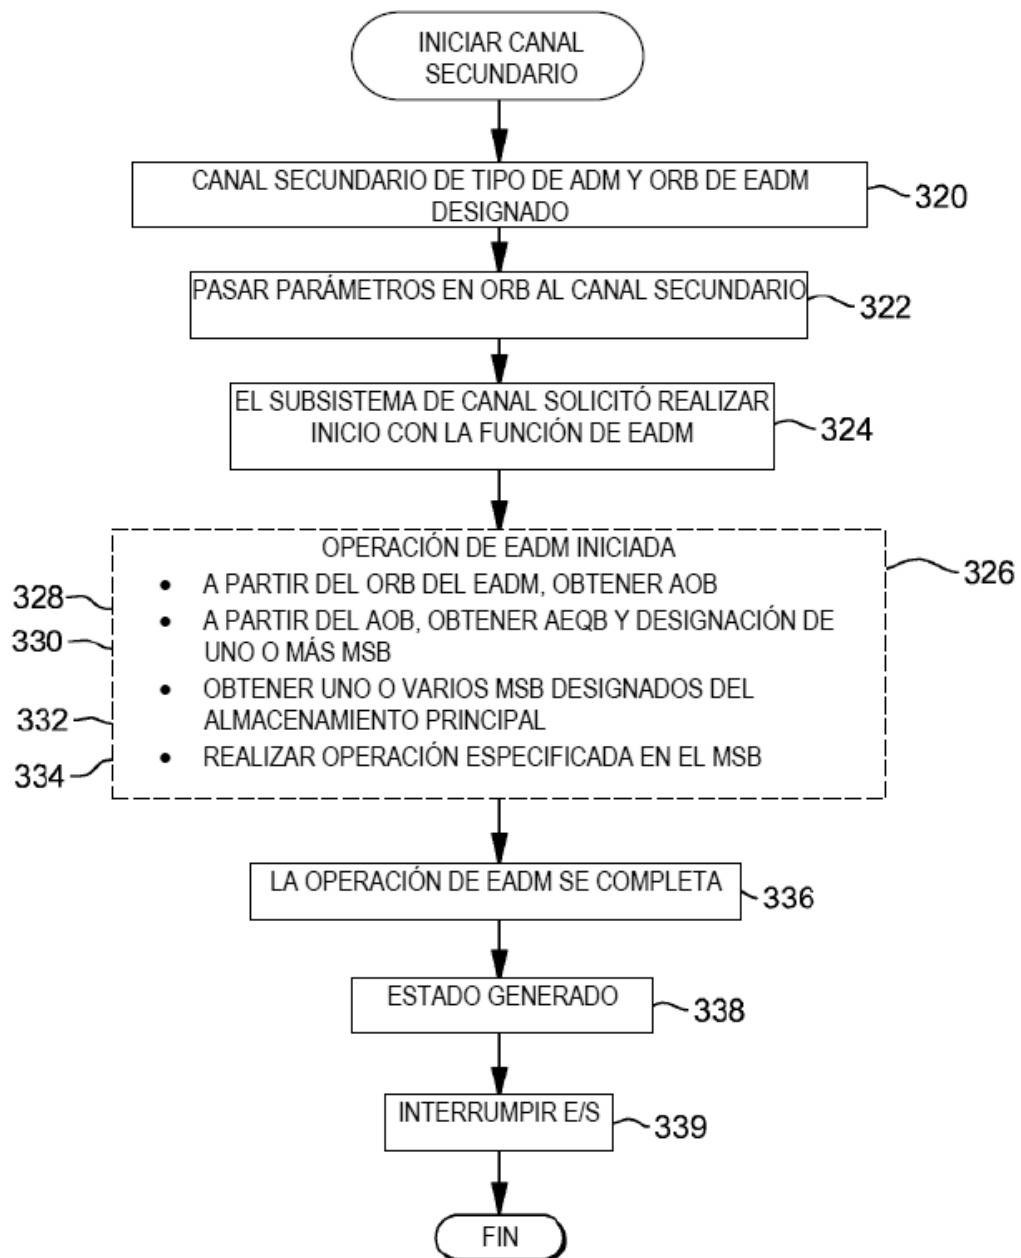 INICIAR CANAL
SECUNDARIO
CANAL SECUNDARIO DE TIPO DE ADM Y ORB DE EADM
DESIGNADO
320
PASAR PARÁMETROS EN ORB AL CANAL SECUNDARIO
322
EL SUBSISTEMA DE CANAL SOLICITÓ REALIZAR
INICIO CON LA FUNCIÓN DE EADM
324
OPERACIÓN DE EADM INICIADA
326
328
• A PARTIR DEL ORB DEL EADM, OBTENER AOB
330
• A PARTIR DEL AOB, OBTENER AEQB Y DESIGNACIÓN DE
UNO O MÁS MSB
332
• OBTENER UNO O VARIOS MSB DESIGNADOS DEL
ALMACENAMIENTO PRINCIPAL
334
• REALIZAR OPERACIÓN ESPECIFICADA EN EL MSB
LA OPERACIÓN DE EADM SE COMPLETA
336
ESTADO GENERADO
338
INTERRUMPIR E/S
339
FIN